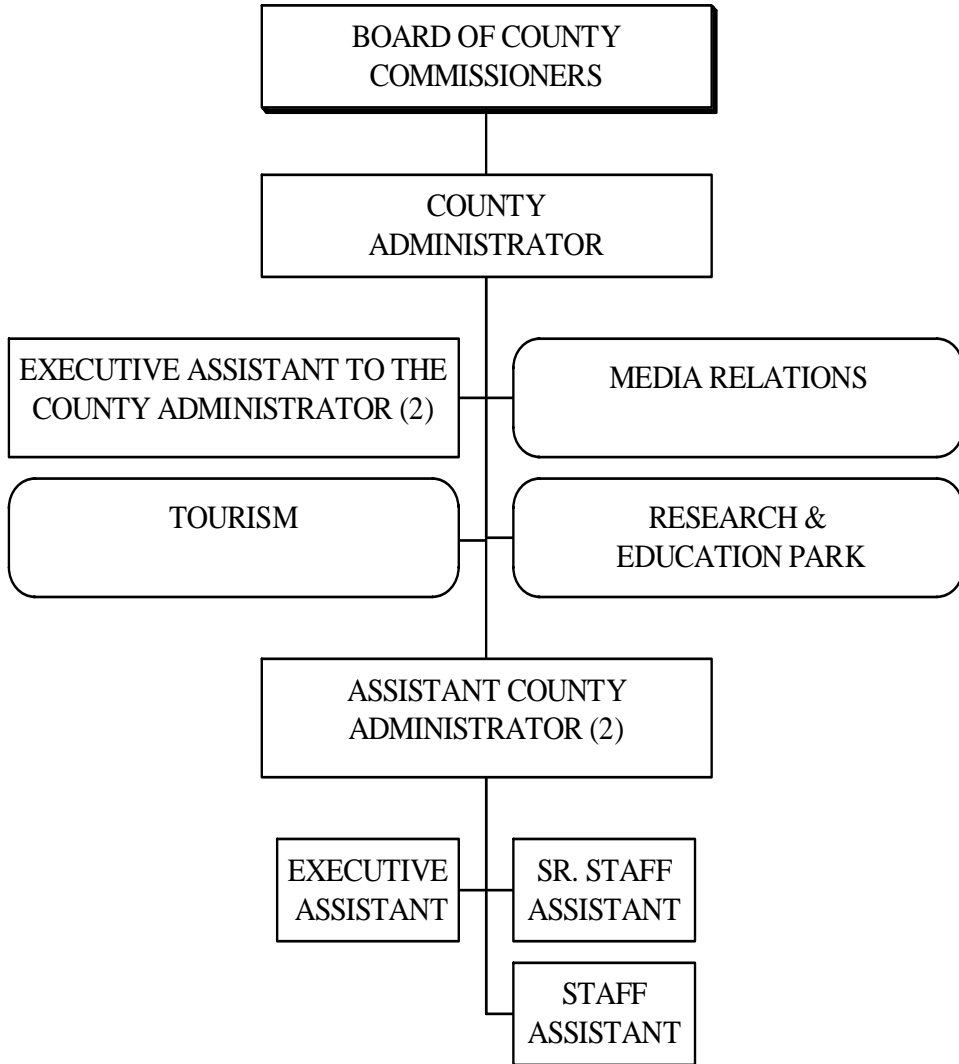 BOARD OF COUNTY
COMMISSIONERS
COUNTY
ADMINISTRATOR
EXECUTIVE ASSISTANT TO THE
COUNTY ADMINISTRATOR (2)
MEDIA RELATIONS
TOURISM
RESEARCH &
EDUCATION PARK
ASSISTANT COUNTY
ADMINISTRATOR (2)
EXECUTIVE
ASSISTANT
SR. STAFF
ASSISTANT
STAFF
ASSISTANT